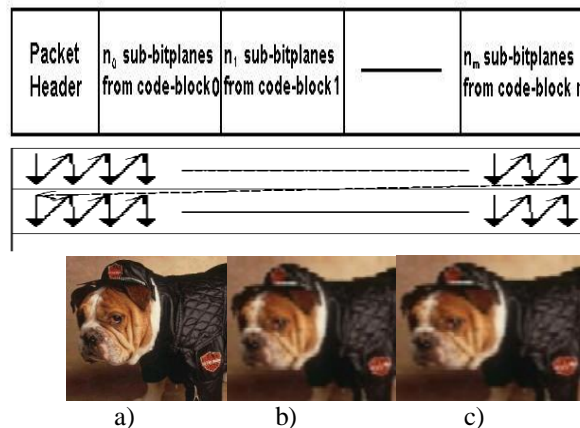 Packet
Header
n0 sub-bitplanes
from code-block0
n1 sub-bitplanes
from code-block1
nm sub-bitplanes
from code-block
a)
b)
c)